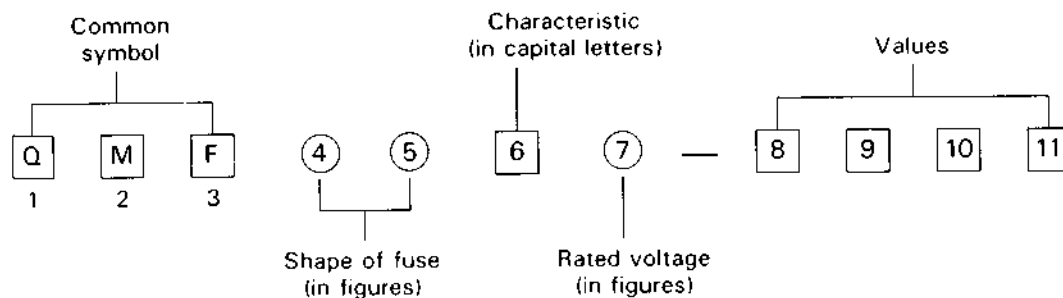 Common
symbol
Characteristic
(in capital letters)
Values
Q M F 4 5 6 7 — 8 9 10 11
1 2 3
Shape of fuse
(in figures)
Rated voltage
(in figures)